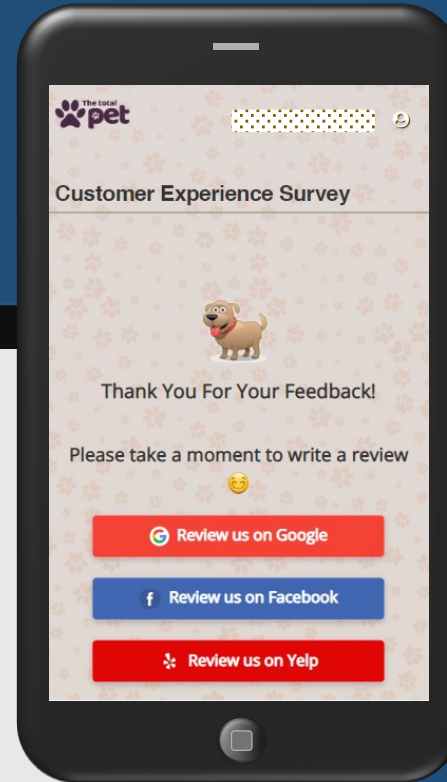 The total
pet
Customer Experience Survey
Thank You For Your Feedback!
Please take a moment to write a review
Review us on Google
Review us on Facebook
Review us on Yelp